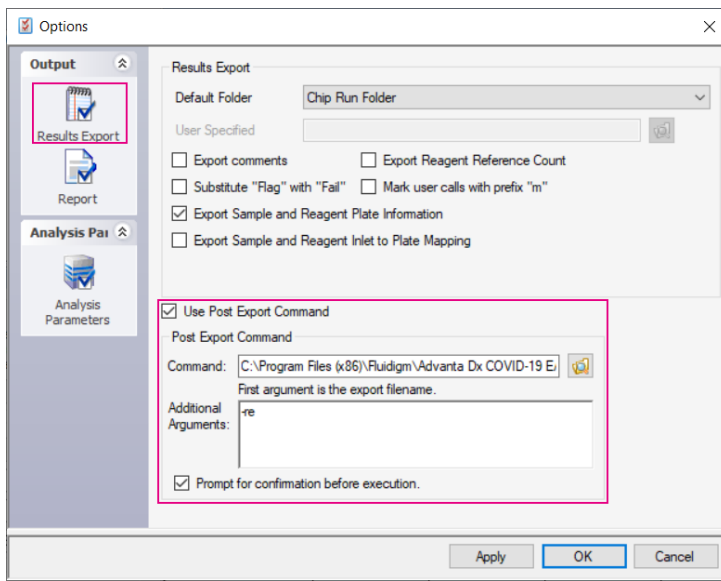 Options
Output
Results Export
Report
Analysis Par
Analysis
Parameters
Results Export
Default Folder Chip Run Folder
User Specified
Export comments Export Reagent Reference Count
Substitute "Flag" with "Fail" Mark user calls with prefix "m"
Export Sample and Reagent Plate Information
Export Sample and Reagent Inlet to Plate Mapping
Use Post Export Command
Post Export Command
Command: C:\Program Files (x86)\Fluidigm\Advanta Dx COVID-19 E
First argument is the export filename.
Additional
Arguments: -re
Prompt for confirmation before execution.
Apply OK Cancel